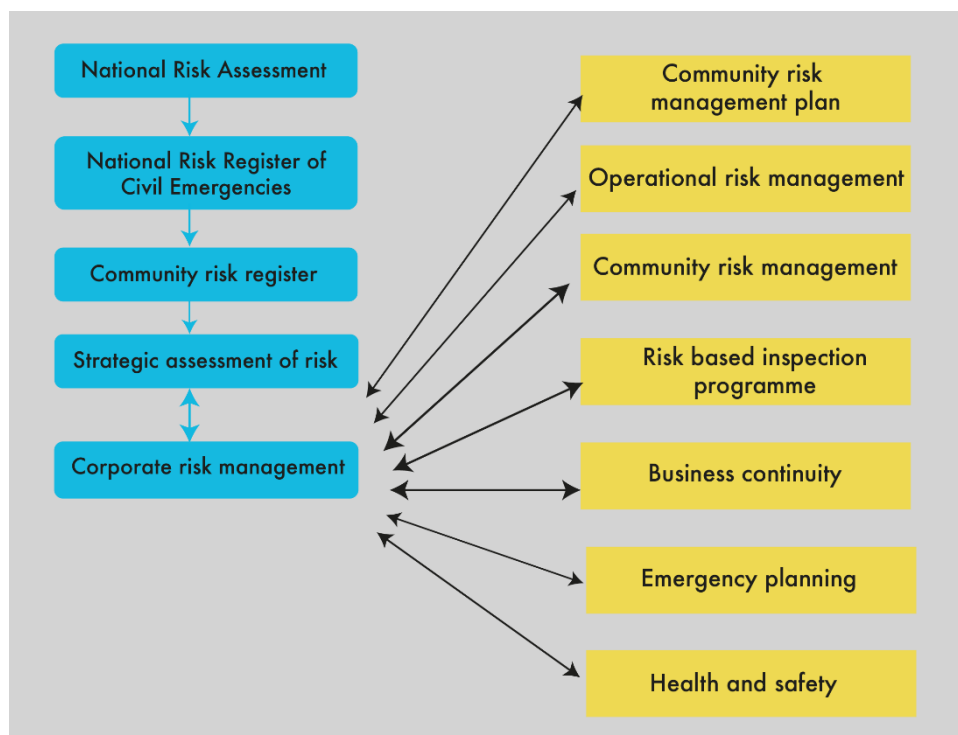 National Risk Assessment
National Risk Register of
Civil Emergencies
Community risk register
Strategic assessment of risk
Corporate risk management
Community risk
management plan
Operational risk management
Community risk management
Risk based inspection
programme
Business continuity
Emergency planning
Health and safety